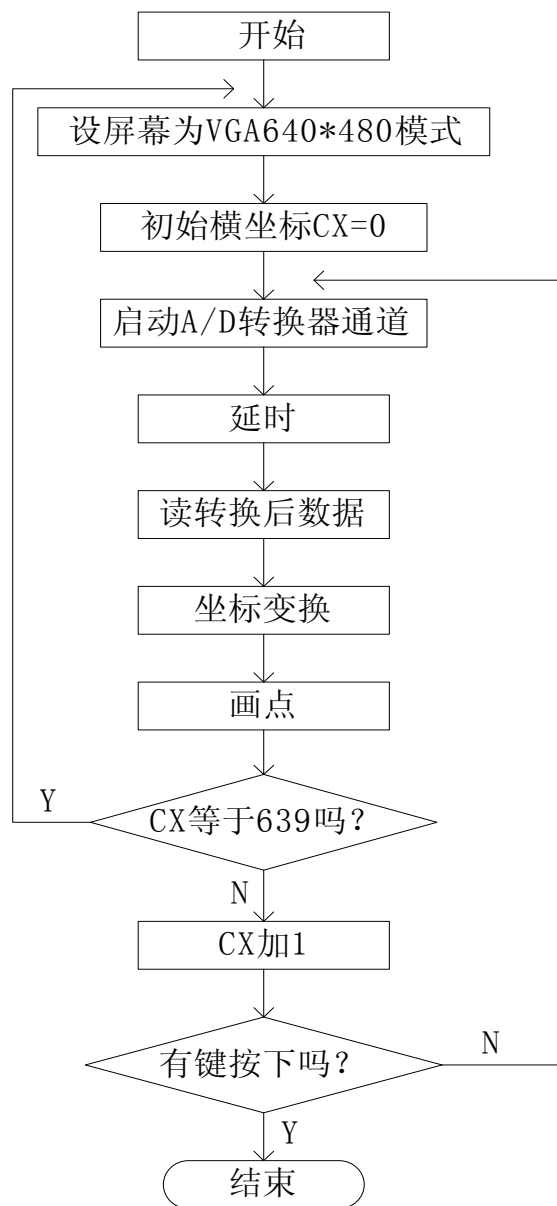 开始
设屏幕为VGA640*480模式
初始横坐标CX=0
启动A/D转换器通道
延时
读转换后数据
坐标变换
画点
Y
CX等于639吗?
N
CX加1
有键按下吗?
N
Y
结束